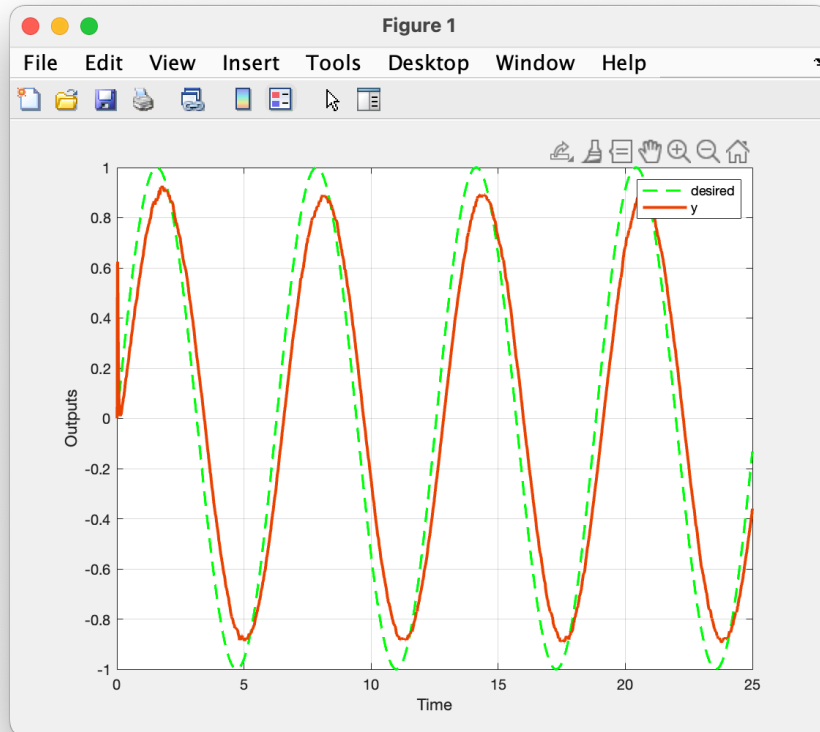 Figure 1
File Edit View Insert Tools Desktop Window Help
desired
y
1
0.8
0.6
0.4
0.2
0
-0.2
-0.4
-0.6
-0.8
-1
Outputs
0 5 10 15 20 25
Time